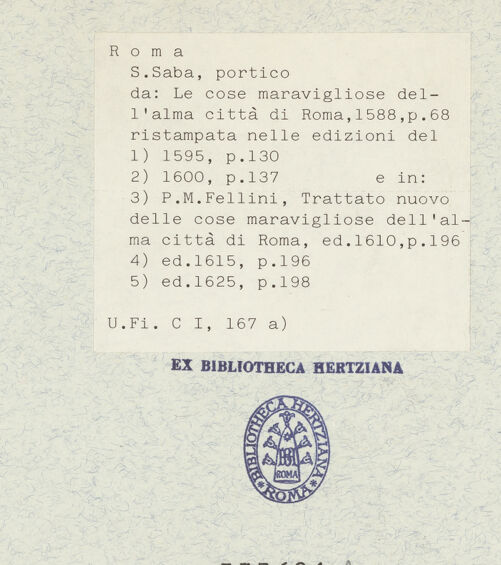 R o m a
S.Saba, portico
da: Le cose maravigliose del-
l'alma città di Roma,1588,p.68
ristampata nelle edizioni del
1) 1595, p.130
2) 1600, p.137 e in:
3) P.M.Fellini, Trattato nuovo
delle cose maravigliose dell'al-
ma città di Roma, ed.1610,p.196
4) ed.1615, p.196
5) ed.1625, p.198
U.Fi. C I, 167 a)
EX BIBLIOTHECA HERTZIANA
BIBLIOTHECA HERTZIANA
BH
ROMA
*ROMA*